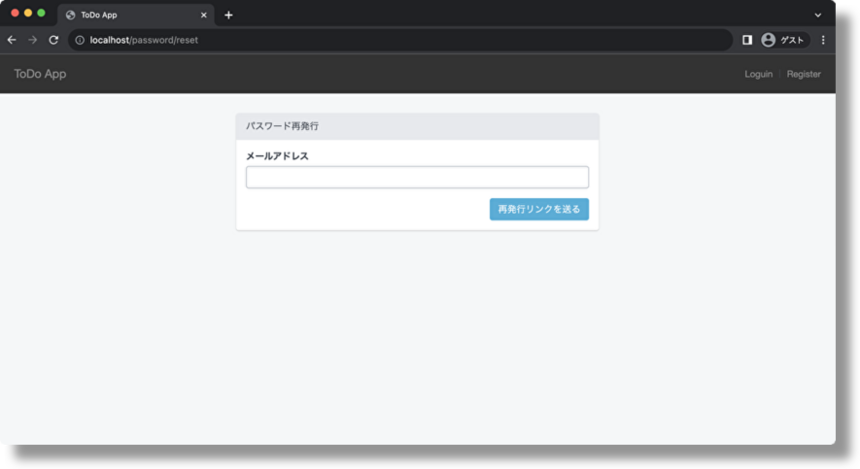 ToDo App
localhost/password/reset
ゲスト
ToDo App
Loguin
Register
パスワード再発行
メールアドレス
再発行リンクを送る